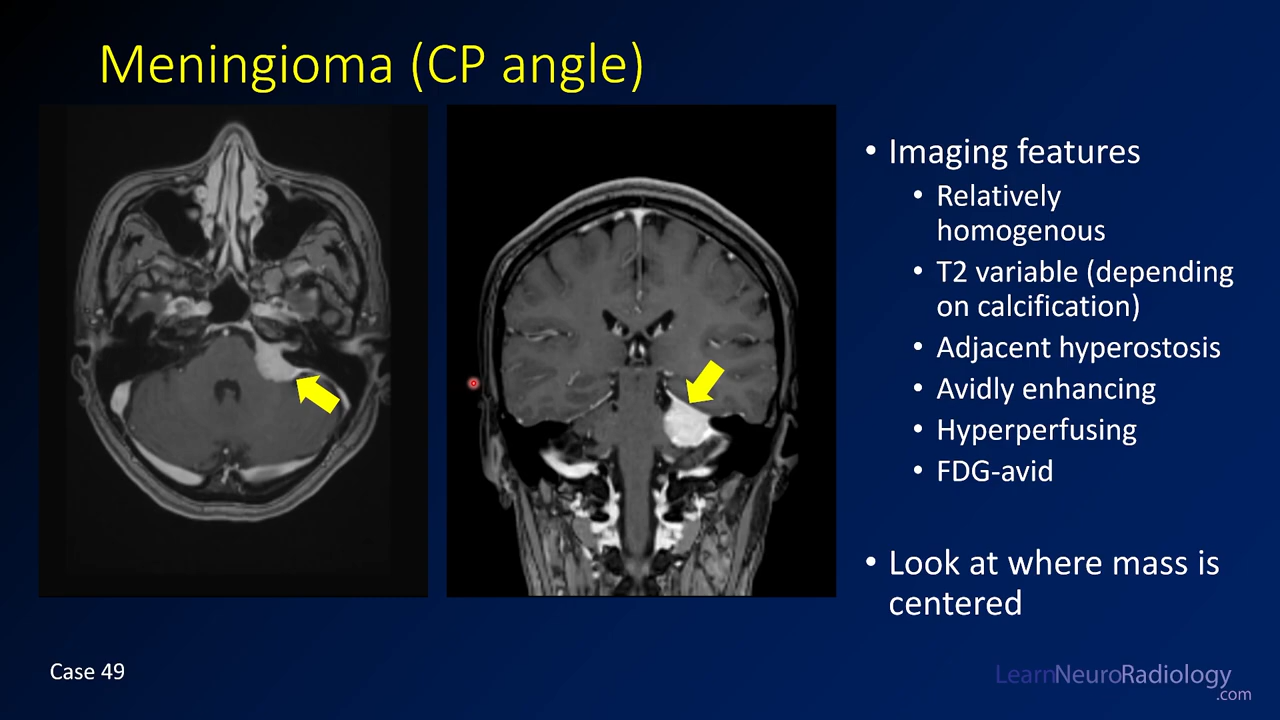 Meningioma (CP angle)
• Imaging features
• Relatively
homogenous
• T2 variable (depending
on calcification)
• Adjacent hyperostosis
• Avidly enhancing
• Hyperperfusing
• FDG-avid
• Look at where mass is
centered
Case 49
LearnNeuroRadiology
.com